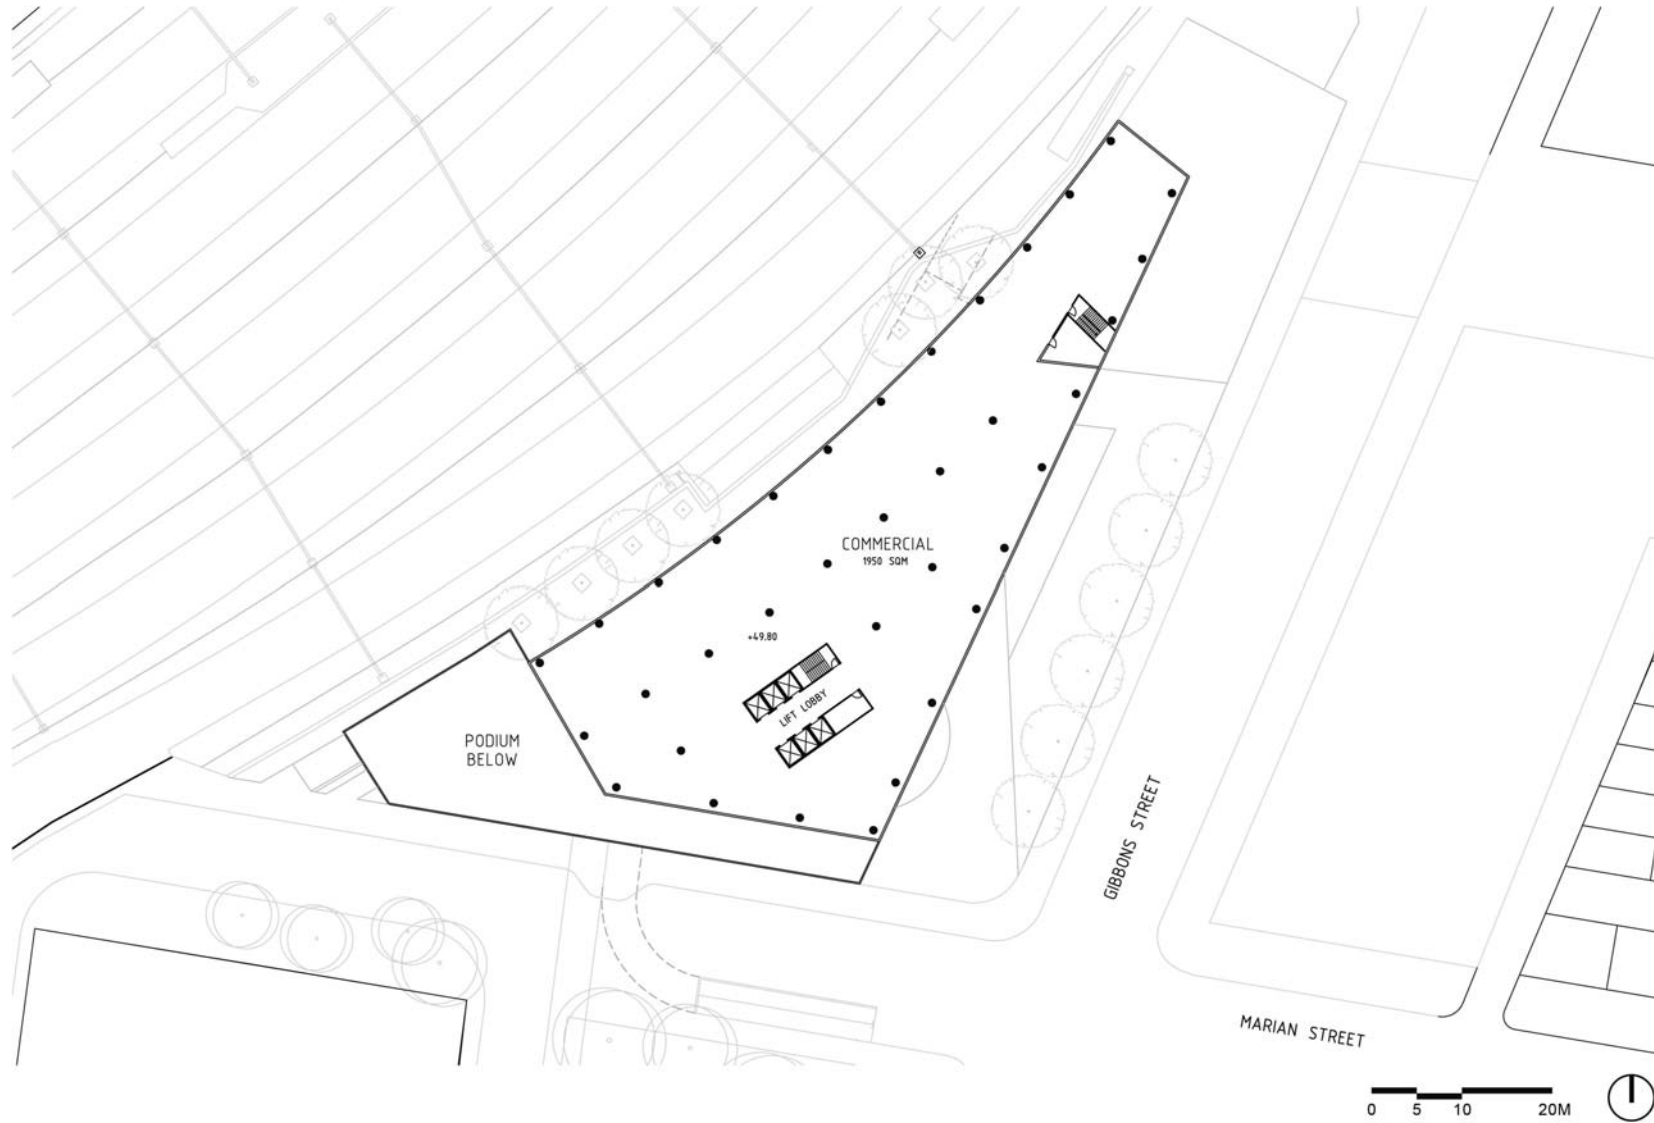 COMMERCIAL
1950 SQM
+49.80
LIFT LOBBY
PODIUM
BELOW
GIBBONS STREET
MARIAN STREET
0 5 10 20M